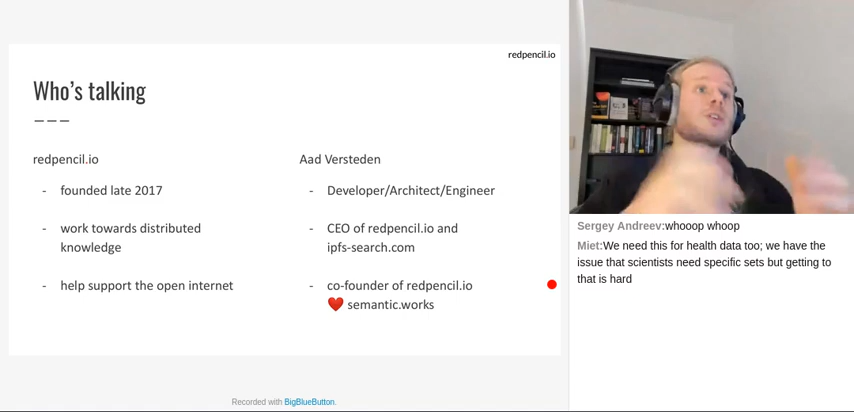 redpencil.io
Who's talking
redpencil.io
- founded late 2017
- work towards distributed
knowledge
- help support the open internet
Aad Versteden
- Developer/Architect/Engineer
- CEO of redpencil.io and
ipfs-search.com
- co-founder of redpencil.io
❤️ semantic.works
Recorded with BigBlueButton.
Sergey Andreev:whooop whoop
Miet:We need this for health data too; we have the
issue that scientists need specific sets but getting to
that is hard